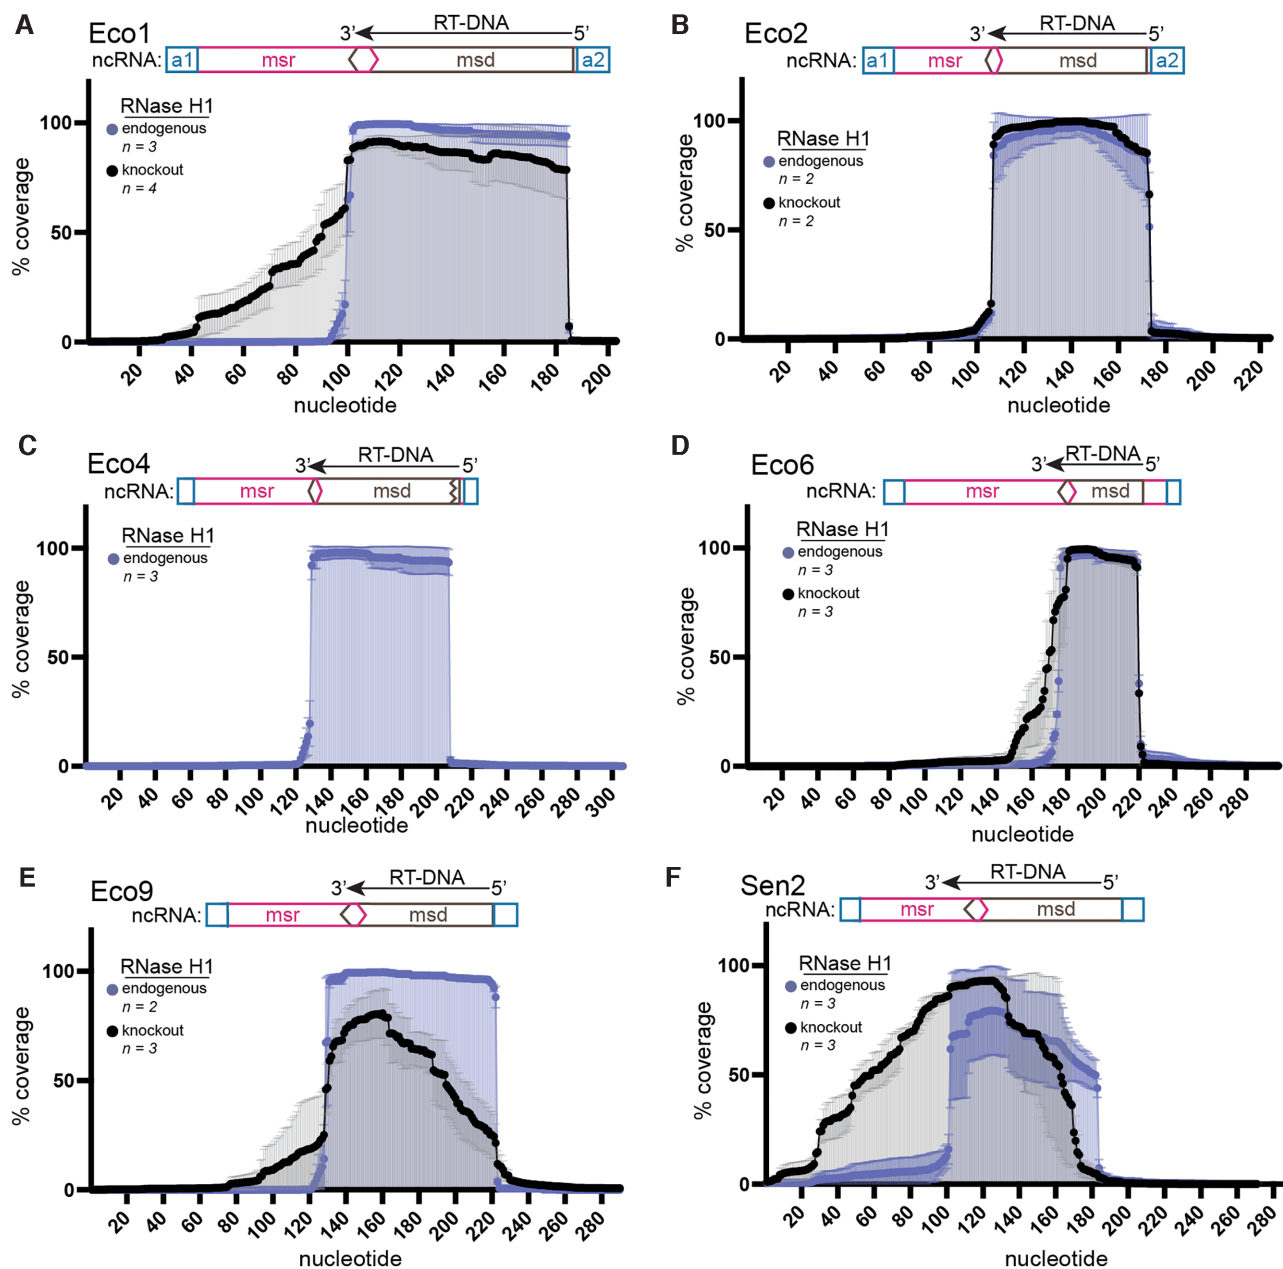 A
Eco1
3’ RT-DNA 5’
ncRNA: a1 msr msd a2
RNase H1
endogenous
n = 3
knockout
n = 4
% coverage
100
50
0
20 40 60 80 100 120 140 160 180 200
nucleotide
B
Eco2
3’ RT-DNA 5’
ncRNA: a1 msr msd a2
RNase H1
endogenous
n = 2
knockout
n = 2
% coverage
100
50
0
20 40 60 80 100 120 140 160 180 200 220
nucleotide
C
Eco4
3’ RT-DNA 5’
ncRNA: msr msd
RNase H1
endogenous
n = 3
% coverage
100
50
0
20 40 60 80 100 120 140 160 180 200 220 240 260 280 300
nucleotide
D
Eco6
3’ RT-DNA 5’
ncRNA: msr msd
RNase H1
endogenous
n = 3
knockout
n = 3
% coverage
100
50
0
20 40 60 80 100 120 140 160 180 200 220 240 260 280
nucleotide
E
Eco9
3’ RT-DNA 5’
ncRNA: msr msd
RNase H1
endogenous
n = 2
knockout
n = 3
% coverage
100
50
0
20 40 60 80 100 120 140 160 180 200 220 240 260 280
nucleotide
F
Sen2
3’ RT-DNA 5’
ncRNA: msr msd
RNase H1
endogenous
n = 3
knockout
n = 3
% coverage
100
50
0
20 40 60 80 100 120 140 160 180 200 220 240 260 280
nucleotide